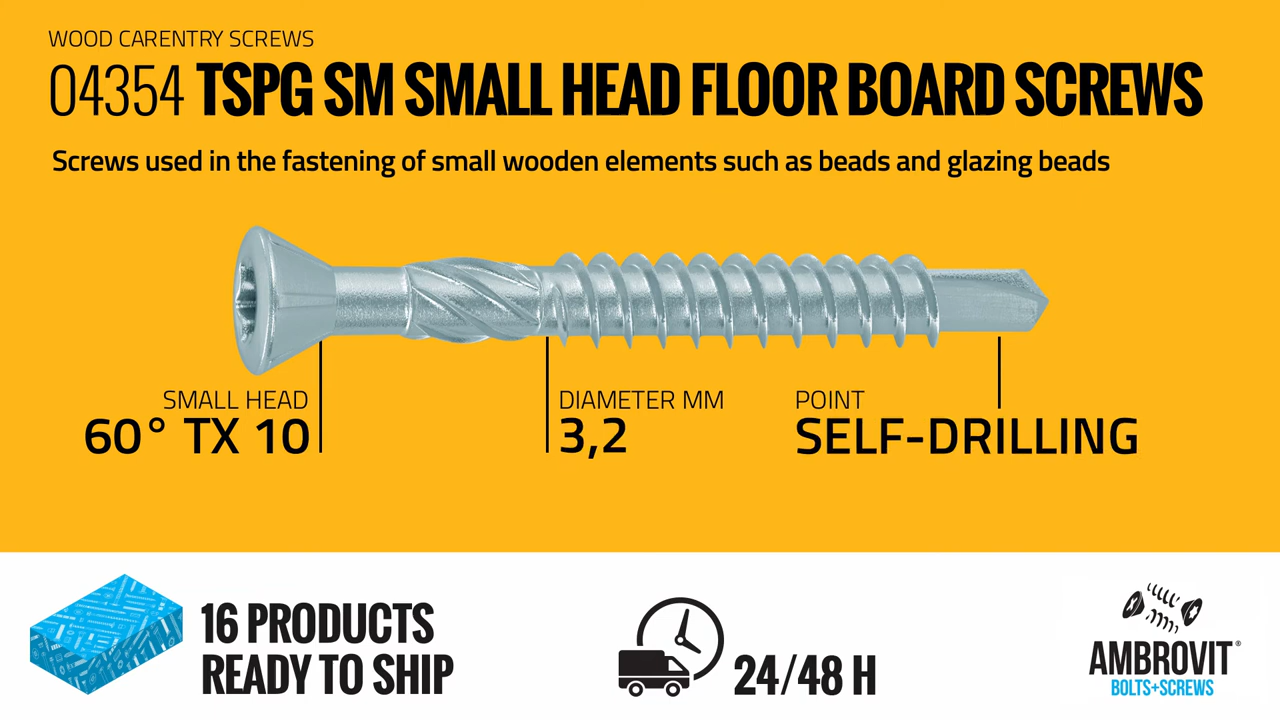 WOOD CARENTRY SCREWS
04354 TSPG SM SMALL HEAD FLOOR BOARD SCREWS
Screws used in the fastening of small wooden elements such as beads and glazing beads
SMALL HEAD
60° TX 10
DIAMETER MM
3,2
POINT
SELF-DRILLING
16 PRODUCTS
READY TO SHIP
24/48 H
AMBROVIT®
BOLTS+SCREWS